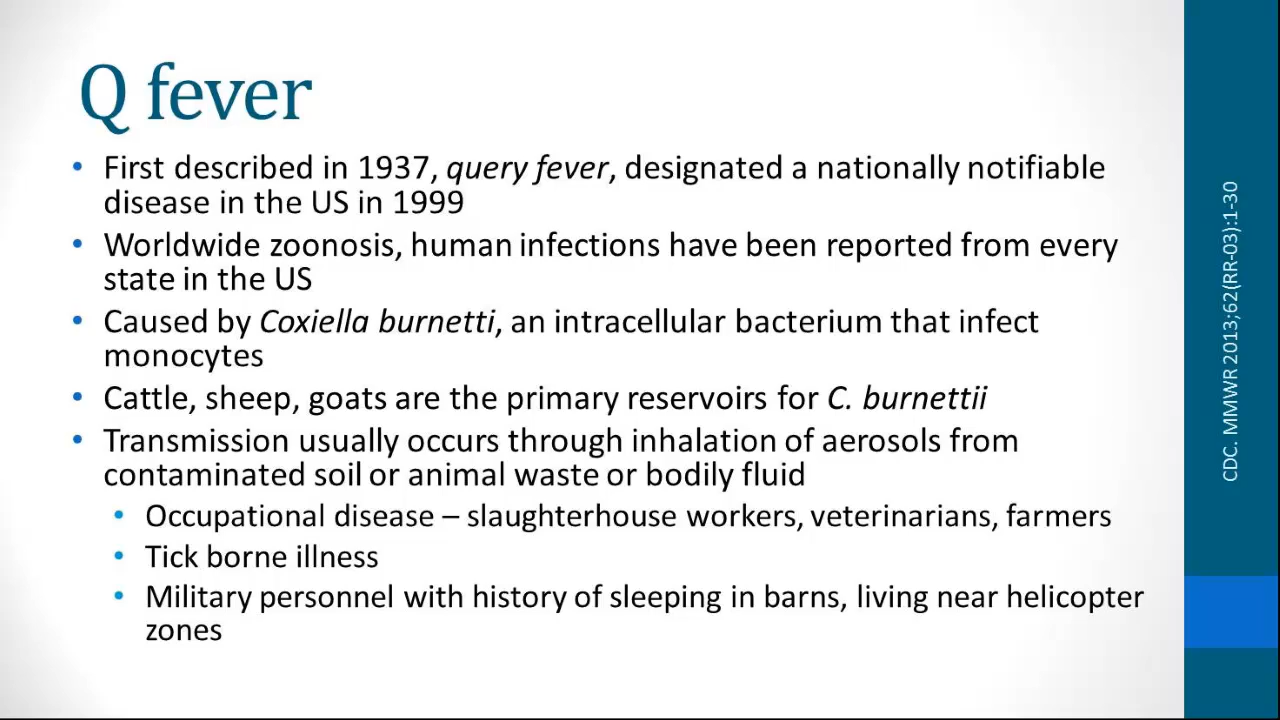 Q fever
• First described in 1937, query fever, designated a nationally notifiable
disease in the US in 1999
• Worldwide zoonosis, human infections have been reported from every
state in the US
• Caused by Coxiella burnetti, an intracellular bacterium that infect
monocytes
• Cattle, sheep, goats are the primary reservoirs for C. burnettii
• Transmission usually occurs through inhalation of aerosols from
contaminated soil or animal waste or bodily fluid
• Occupational disease – slaughterhouse workers, veterinarians, farmers
• Tick borne illness
• Military personnel with history of sleeping in barns, living near helicopter
zones
CDC. MMWR 2013;62(RR-03):1-30